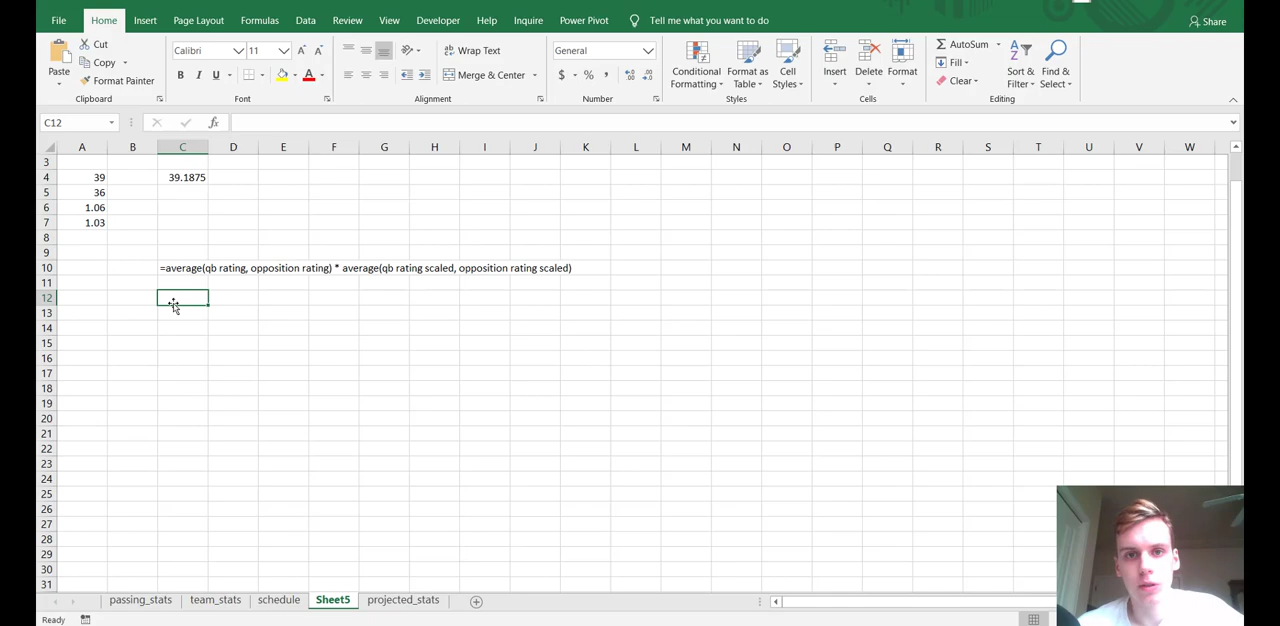 File Home Insert Page Layout Formulas Data Review View Developer Help Inquire Power Pivot Tell me what you want to do Share
Paste Cut Copy Format Painter
Calibri 11 A A
B I U A
Wrap Text
Merge & Center
General
$ % ,
Conditional Formatting Format as Table Cell Styles
Insert Delete Format
AutoSum Fill Clear
Sort & Filter Find & Select
Clipboard Font Alignment Number Styles Cells Editing
C12 fx
A B C D E F G H I J K L M N O P Q R S T U V W
3
4 39 39.1875
5 36
6 1.06
7 1.03
8
9
10 =average(qb rating, opposition rating) * average(qb rating scaled, opposition rating scaled)
11
12
13
14
15
16
17
18
19
20
21
22
23
24
25
26
27
28
29
30
31
passing_stats team_stats schedule Sheet5 projected_stats
Ready